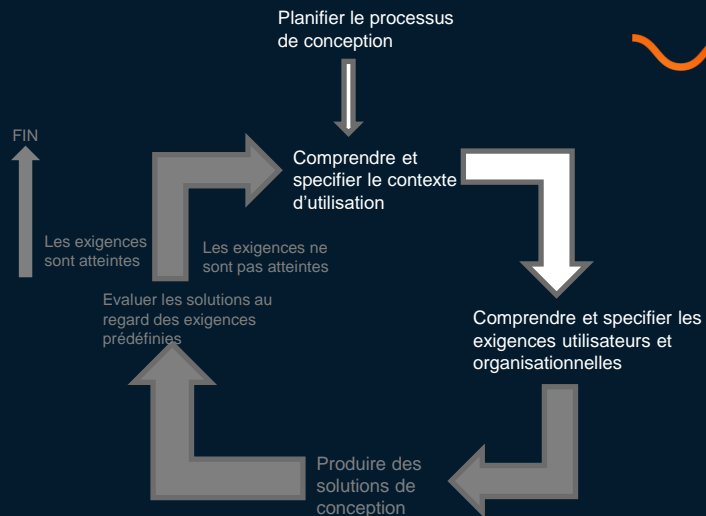 Planifier le processus
de conception
FIN
Comprendre et
specifier le contexte
d'utilisation
Les exigences
sont atteintes
Les exigences ne
sont pas atteintes
Evaluer les solutions au
regard des exigences
prédéfinies
Comprendre et specifier les
exigences utilisateurs et
organisationnelles
Produire des
solutions de
conception